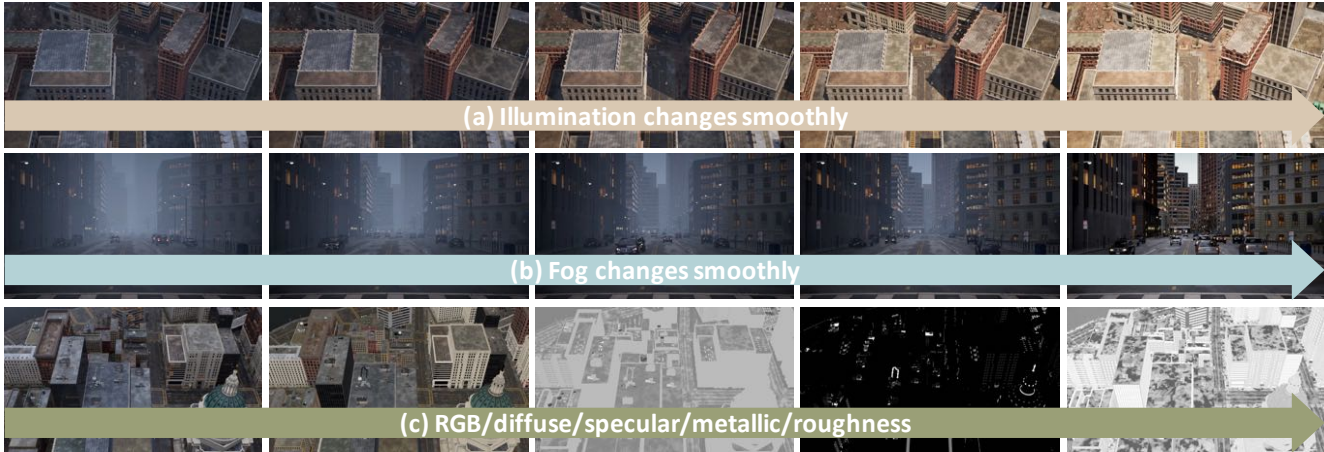 (a) Illumination changes smoothly
(b) Fog changes smoothly
(c) RGB/diffuse/specular/metallic/roughness